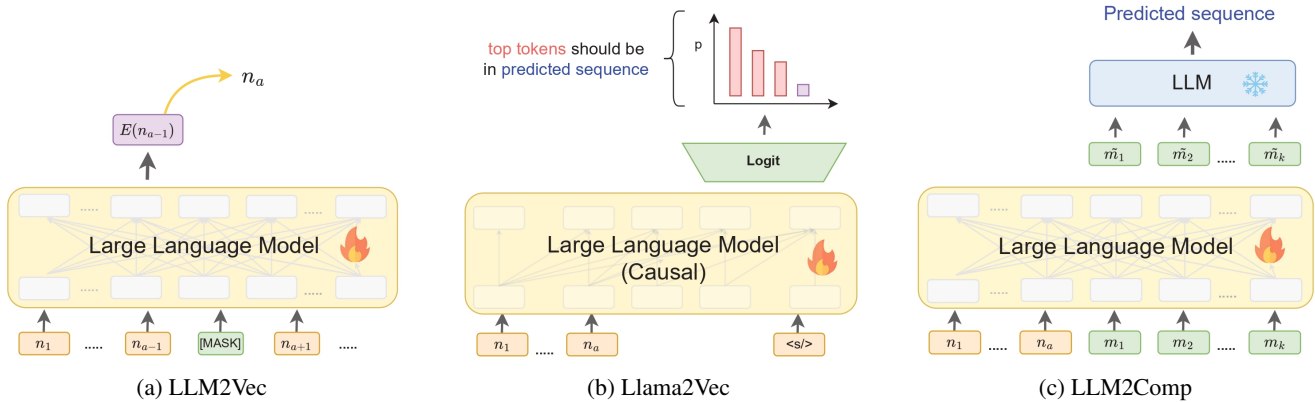 n_a
E(n_{a-1})
..... .....
Large Language Model
..... .....
n_1 ..... n_{a-1} [MASK] n_{a+1} .....
(a) LLM2Vec
top tokens should be
in predicted sequence
p
Logit
Large Language Model
(Causal)
n_1 ..... n_a <s/>
(b) Llama2Vec
Predicted sequence
LLM
m̃_1 m̃_2 ..... m̃_k
..... .....
Large Language Model
..... .....
n_1 ..... n_a m_1 m_2 ..... m_k
(c) LLM2Comp